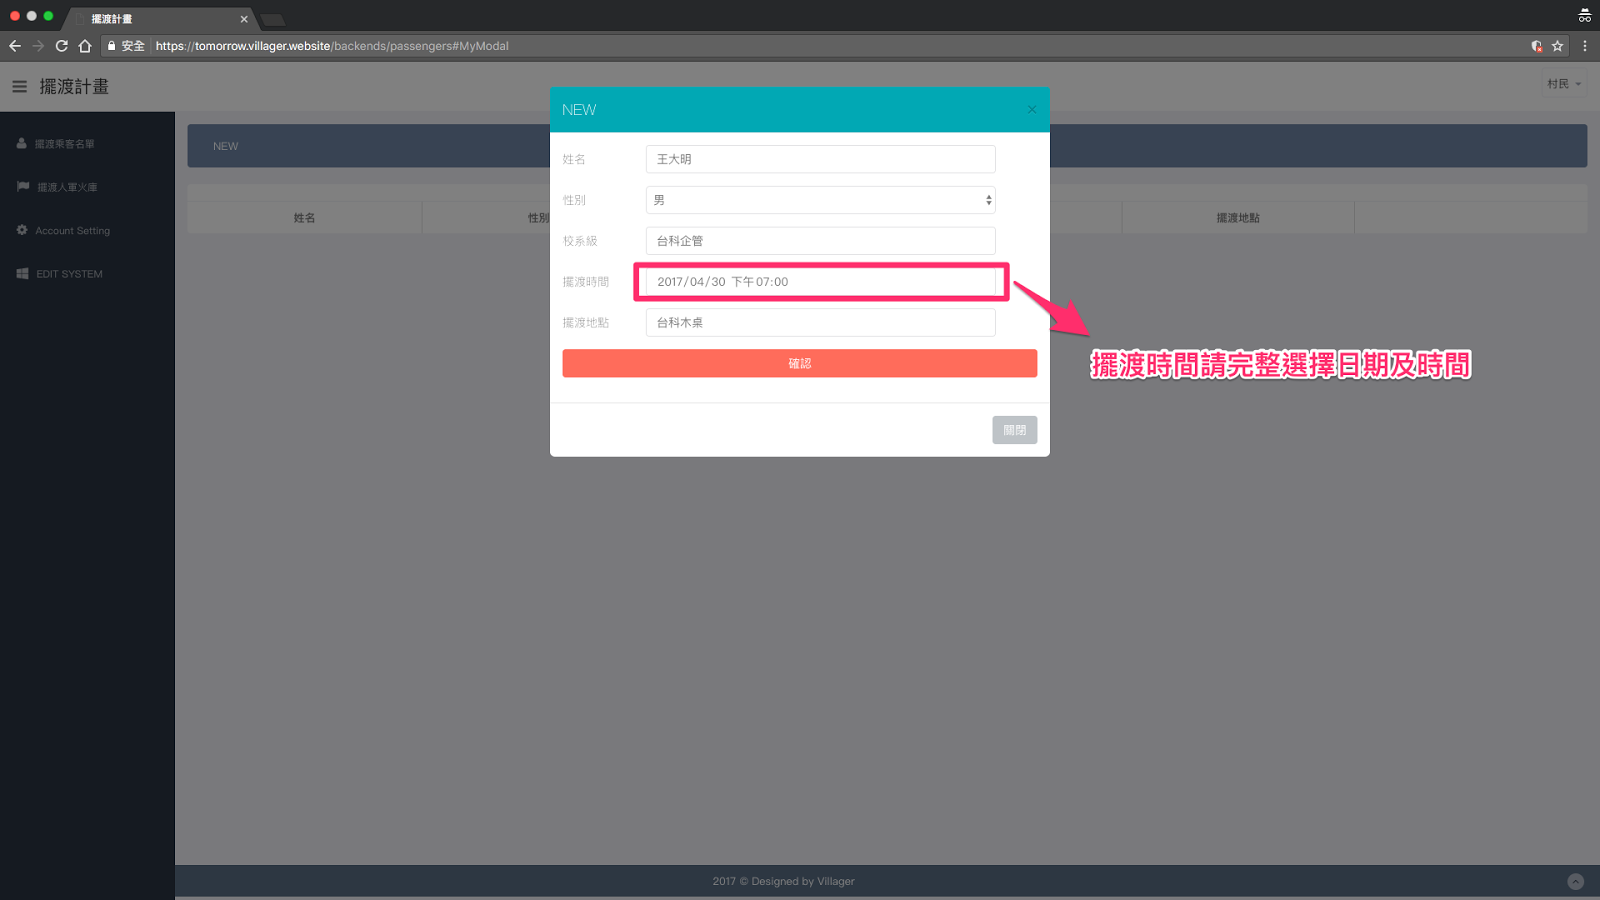 擺渡計畫
安全 https://tomorrow.villager.website/backends/passengers#MyModal
擺渡計畫
村民
擺渡乘客名單
擺渡人軍火庫
Account Setting
EDIT SYSTEM
NEW
姓名 性別 擺渡地點
NEW
姓名 王大明
性別 男
校系級 台科企管
擺渡時間 2017/04/30 下午 07:00
擺渡地點 台科木桌
確認
關閉
擺渡時間請完整選擇日期及時間
2017 © Designed by Villager